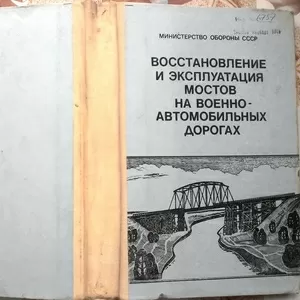 МИНИСТЕРСТВО ОБОРОНЫ СССР
ВОССТАНОВЛЕНИЕ
И ЭКСПЛУАТАЦИЯ
МОСТОВ
НА ВОЕННО-
АВТОМОБИЛЬНЫХ
ДОРОГАХ